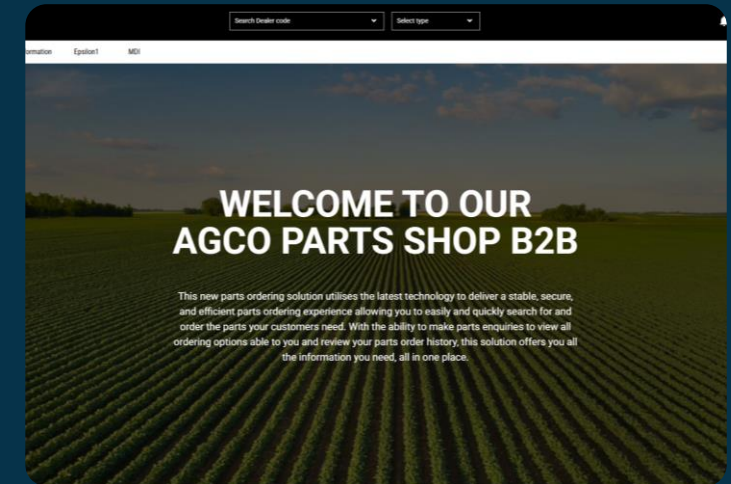 Search Dealer code
Select type
ormation
Epsilon1
MDI
WELCOME TO OUR
AGCO PARTS SHOP B2B
This new parts ordering solution utilises the latest technology to deliver a stable, secure,
and efficient parts ordering experience allowing you to easily and quickly search for and
order the parts your customers need. With the ability to make parts enquiries to view all
ordering options able to you and review your parts order history, this solution offers you all
the information you need, all in one place.